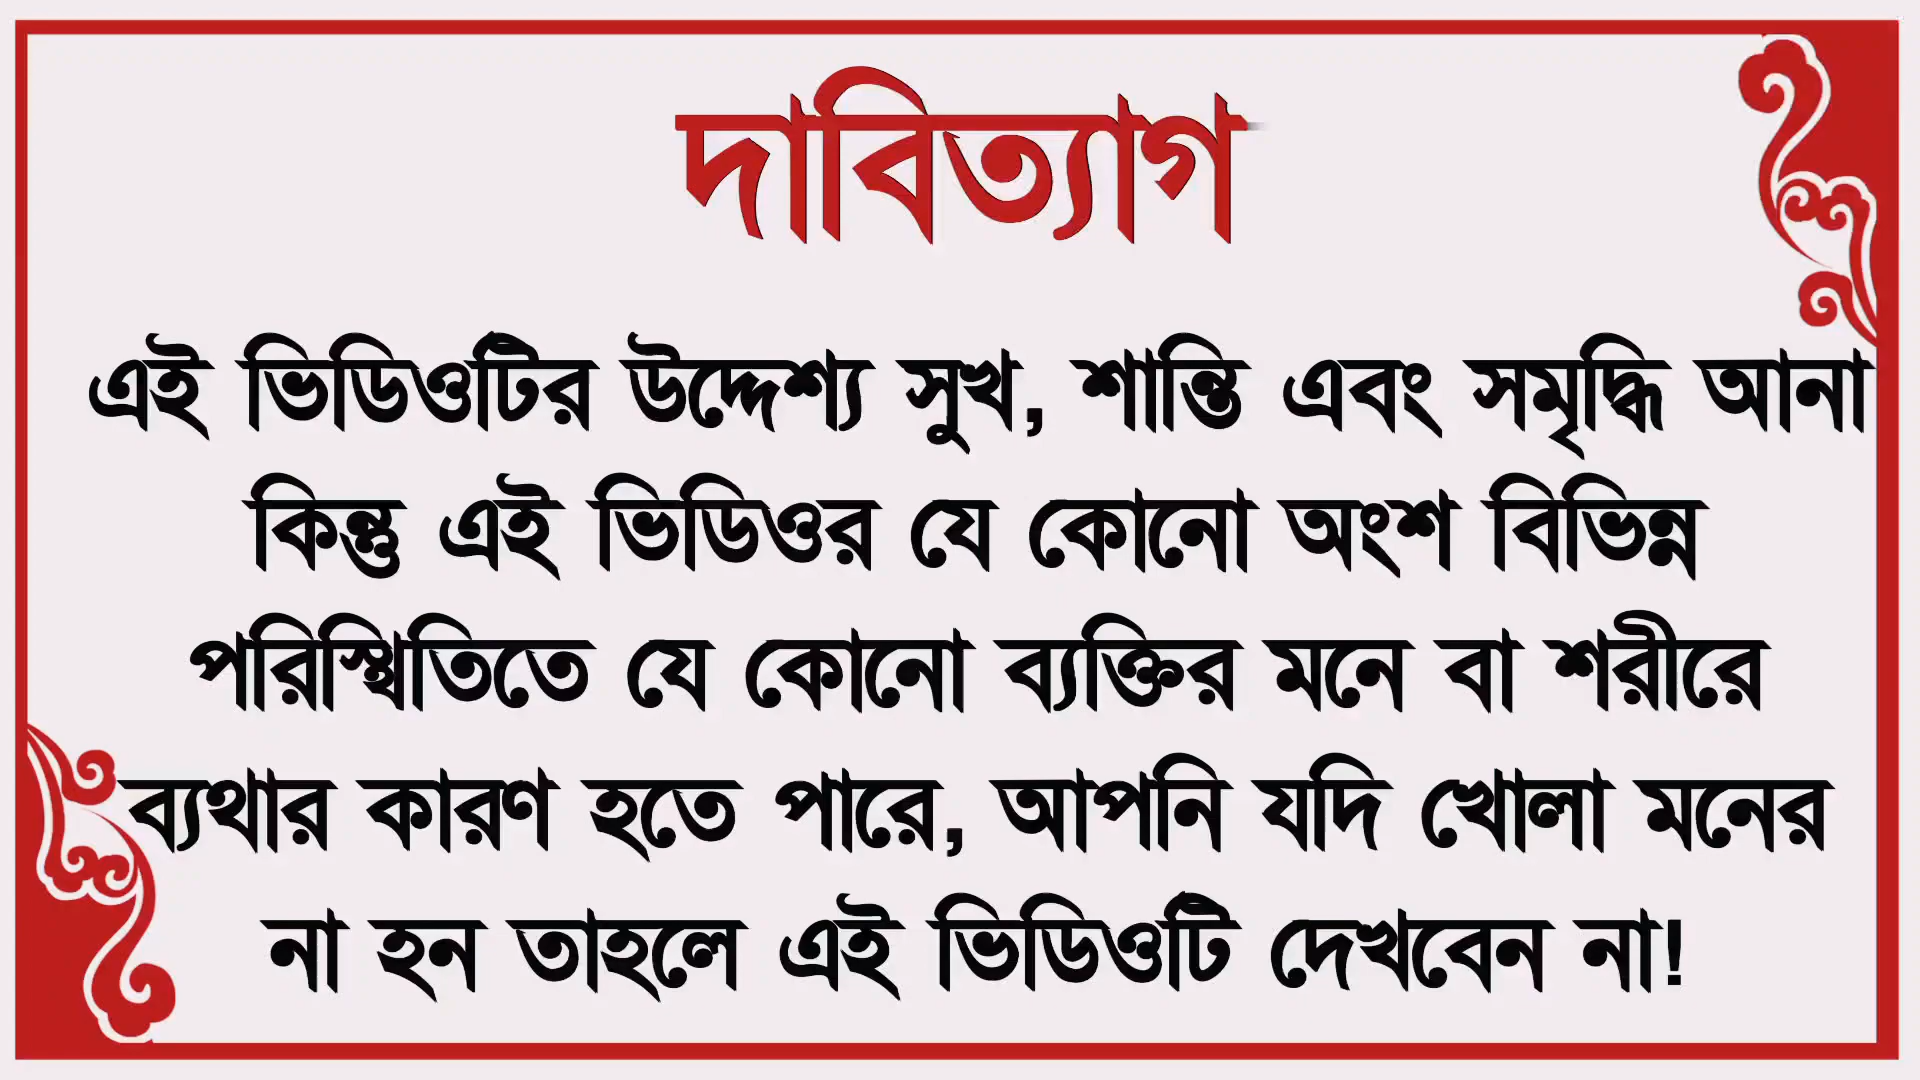 দাবিত্যাগ
এই ভিডিওটির উদ্দেশ্য সুখ, শান্তি এবং সমৃদ্ধি আনা
কিন্তু এই ভিডিওর যে কোনো অংশ বিভিন্ন
পরিস্থিতিতে যে কোনো ব্যক্তির মনে বা শরীরে
ব্যথার কারণ হতে পারে, আপনি যদি খোলা মনের
না হন তাহলে এই ভিডিওটি দেখবেন না!